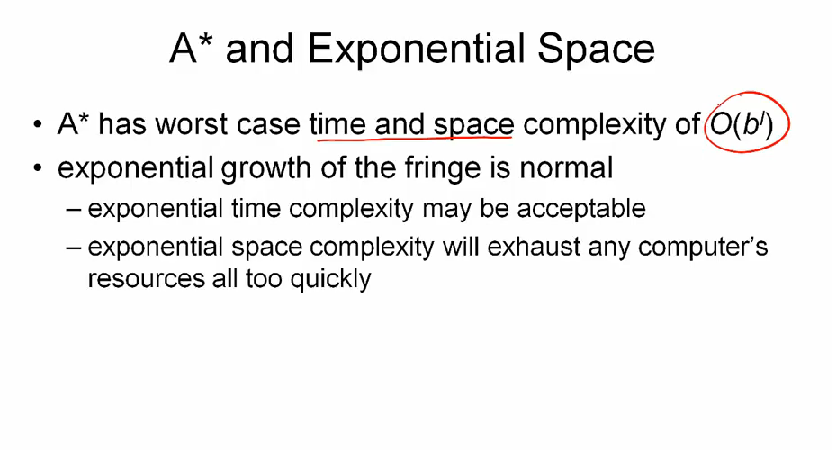 A* and Exponential Space
• A* has worst case time and space complexity of O(bˡ)
• exponential growth of the fringe is normal
– exponential time complexity may be acceptable
– exponential space complexity will exhaust any computer's
resources all too quickly